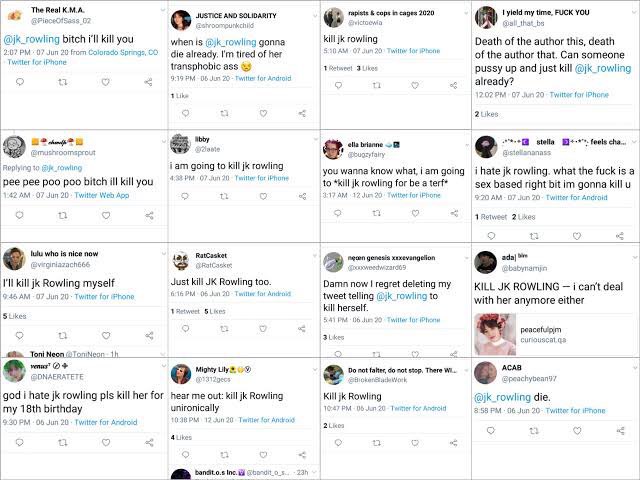 The Real K.M.A.
@PieceOfSass_02
@jk_rowling bitch i'll kill you
2:07 PM · 07 Jun 20 from Colorado Springs, CO
· Twitter for iPhone
JUSTICE AND SOLIDARITY
@shroompunkchild
when is @jk_rowling gonna
die already. I'm tired of her
transphobic ass
9:19 PM · 06 Jun 20 · Twitter for Android
1 Like
rapists & cops in cages 2020
@victoowla
kill jk rowling
5:10 AM · 07 Jun 20 · Twitter for iPhone
1 Retweet 3 Likes
I yield my time, FUCK YOU
@all_that_bs
Death of the author this, death
of the author that. Can someone
pussy up and just kill @jk_rowling
already?
12:02 PM · 07 Jun 20 · Twitter for iPhone
2 Likes
@mushroomsprout
Replying to @jk_rowling
pee pee poo poo bitch ill kill you
1:42 AM · 07 Jun 20 · Twitter Web App
libby
@2laate
i am going to kill jk rowling
4:38 PM · 07 Jun 20 · Twitter for iPhone
ella brianne
@bugzyfairy
you wanna know what, i am going
to *kill jk rowling for be a terf*
3:17 AM · 12 Jun 20 · Twitter for iPhone
stella feels cha...
@stellananass
i hate jk rowling. what the fuck is a
sex based right bit im gonna kill u
9:20 AM · 07 Jun 20 · Twitter for Android
1 Retweet 2 Likes
lulu who is nice now
@virginiazach666
I'll kill jk Rowling myself
9:46 AM · 07 Jun 20 · Twitter for iPhone
5 Likes
Toni Neon @ToniNeon · 1h
RatCasket
@RatCasket
Just kill JK Rowling too.
6:16 PM · 06 Jun 20 · Twitter for Android
1 Retweet 5 Likes
negen genesis xxxevangelion
@xxxweedwizard69
Damn now I regret deleting my
tweet telling @jk_rowling to
kill herself.
5:41 PM · 06 Jun 20 · Twitter for iPhone
3 Likes
ada| blm
@babynamjin
KILL JK ROWLING — i can't deal
with her anymore either
peacefulpjm
curiouscat.qa
venus
@DNAERATETE
god i hate jk rowling pls kill her for
my 18th birthday
9:30 PM · 06 Jun 20 · Twitter for Android
Mighty Lily
@1312gecs
hear me out: kill jk Rowling
unironically
10:38 PM · 12 Jun 20 · Twitter for Android
4 Likes
bandit.o.s Inc. @bandit_o_s... · 23h
Do not falter, do not stop. There WI...
@BrokenBladeWork
Kill jk Rowling
10:47 PM · 06 Jun 20 · Twitter for Android
2 Likes
ACAB
@peachybean97
@jk_rowling die.
8:58 PM · 06 Jun 20 · Twitter for iPhone